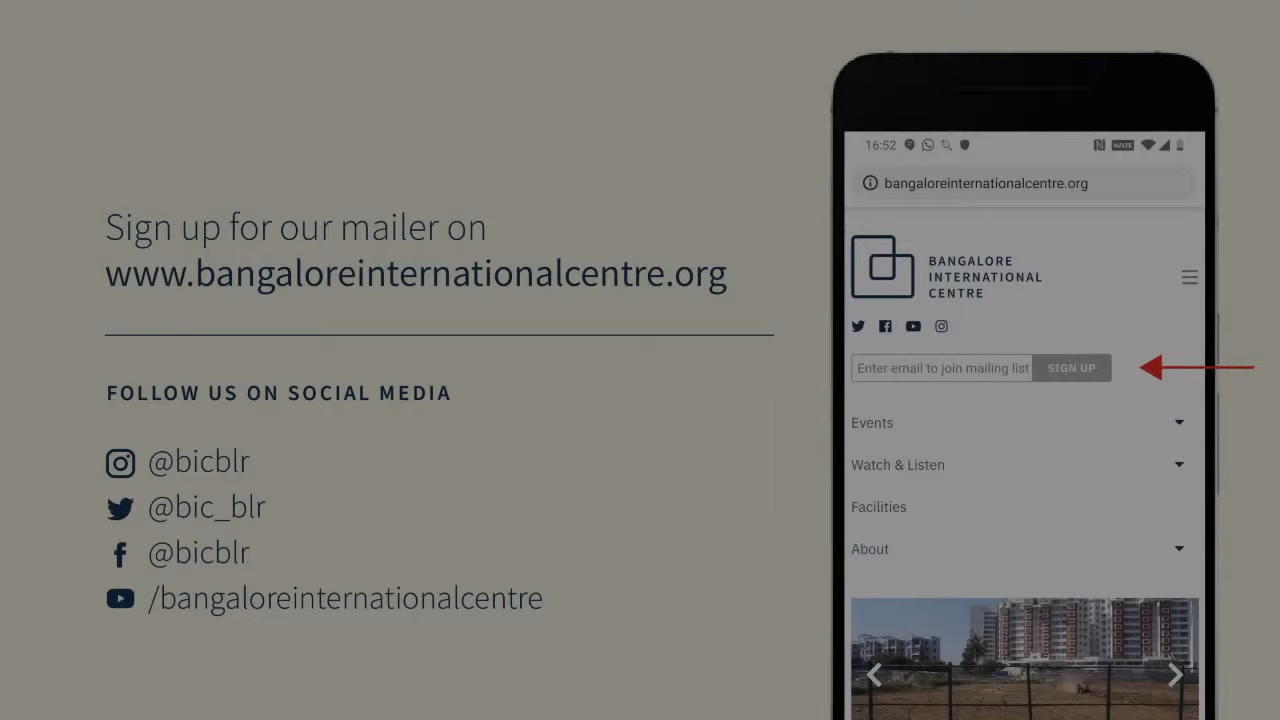 Sign up for our mailer on
www.bangaloreinternationalcentre.org
FOLLOW US ON SOCIAL MEDIA
@bicblr
@bic_blr
@bicblr
/bangaloreinternationalcentre
16:52
bangaloreinternationalcentre.org
BANGALORE
INTERNATIONAL
CENTRE
Enter email to join mailing list SIGN UP
Events
Watch & Listen
Facilities
About